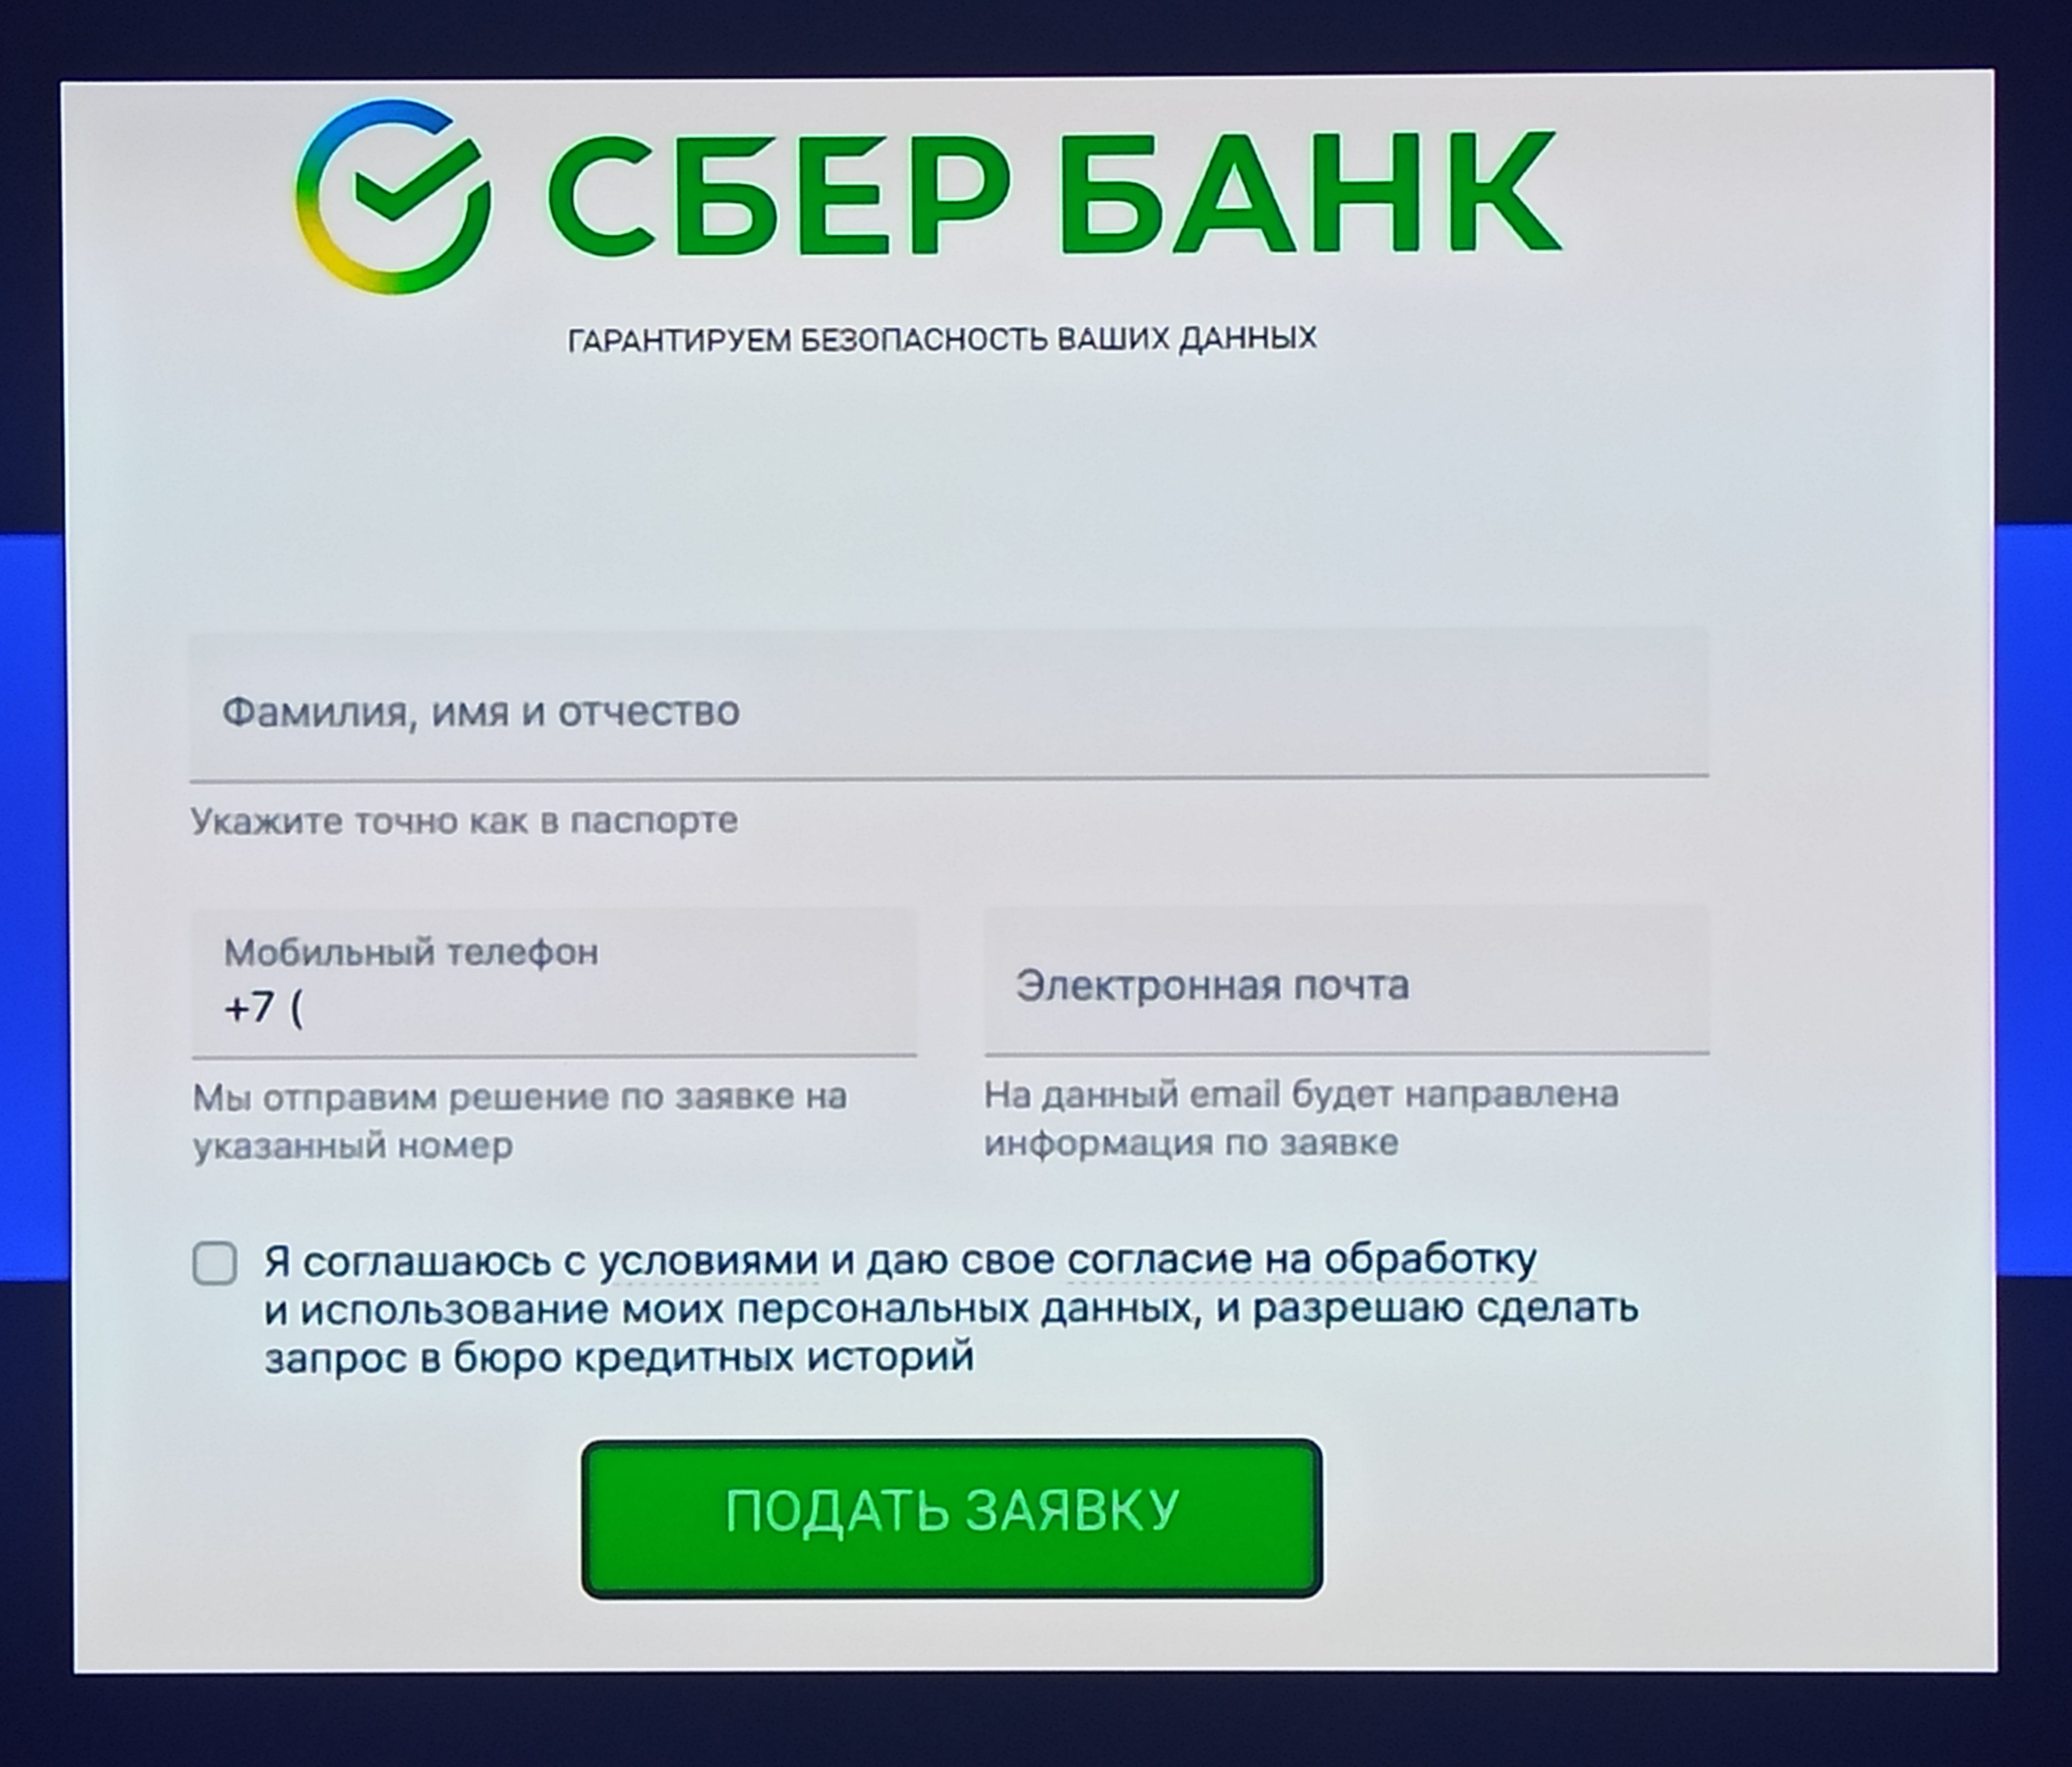 СБЕР БАНК
ГАРАНТИРУЕМ БЕЗОПАСНОСТЬ ВАШИХ ДАННЫХ
Фамилия, имя и отчество
Укажите точно как в паспорте
Мобильный телефон
+7 (
Мы отправим решение по заявке на
указанный номер
Электронная почта
На данный email будет направлена
информация по заявке
Я соглашаюсь с условиями и даю свое согласие на обработку
и использование моих персональных данных, и разрешаю сделать
запрос в бюро кредитных историй
ПОДАТЬ ЗАЯВКУ